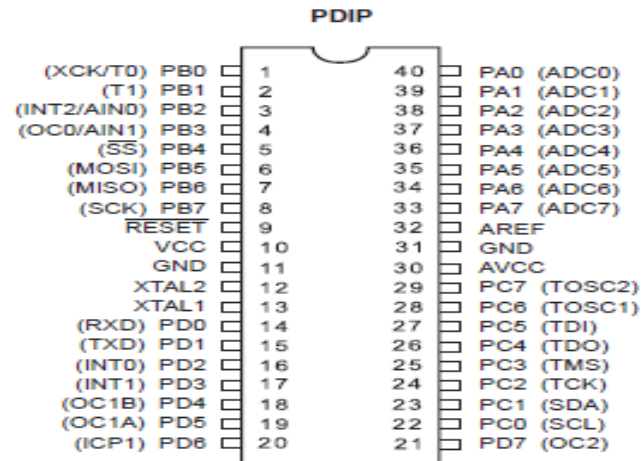 PDIP
(XCK/T0) PB0 1 40 PA0 (ADC0)
(T1) PB1 2 39 PA1 (ADC1)
(INT2/AIN0) PB2 3 38 PA2 (ADC2)
(OC0/AIN1) PB3 4 37 PA3 (ADC3)
(SS) PB4 5 36 PA4 (ADC4)
(MOSI) PB5 6 35 PA5 (ADC5)
(MISO) PB6 7 34 PA6 (ADC6)
(SCK) PB7 8 33 PA7 (ADC7)
RESET 9 32 AREF
VCC 10 31 GND
GND 11 30 AVCC
XTAL2 12 29 PC7 (TOSC2)
XTAL1 13 28 PC6 (TOSC1)
(RXD) PD0 14 27 PC5 (TDI)
(TXD) PD1 15 26 PC4 (TDO)
(INT0) PD2 16 25 PC3 (TMS)
(INT1) PD3 17 24 PC2 (TCK)
(OC1B) PD4 18 23 PC1 (SDA)
(OC1A) PD5 19 22 PC0 (SCL)
(ICP1) PD6 20 21 PD7 (OC2)